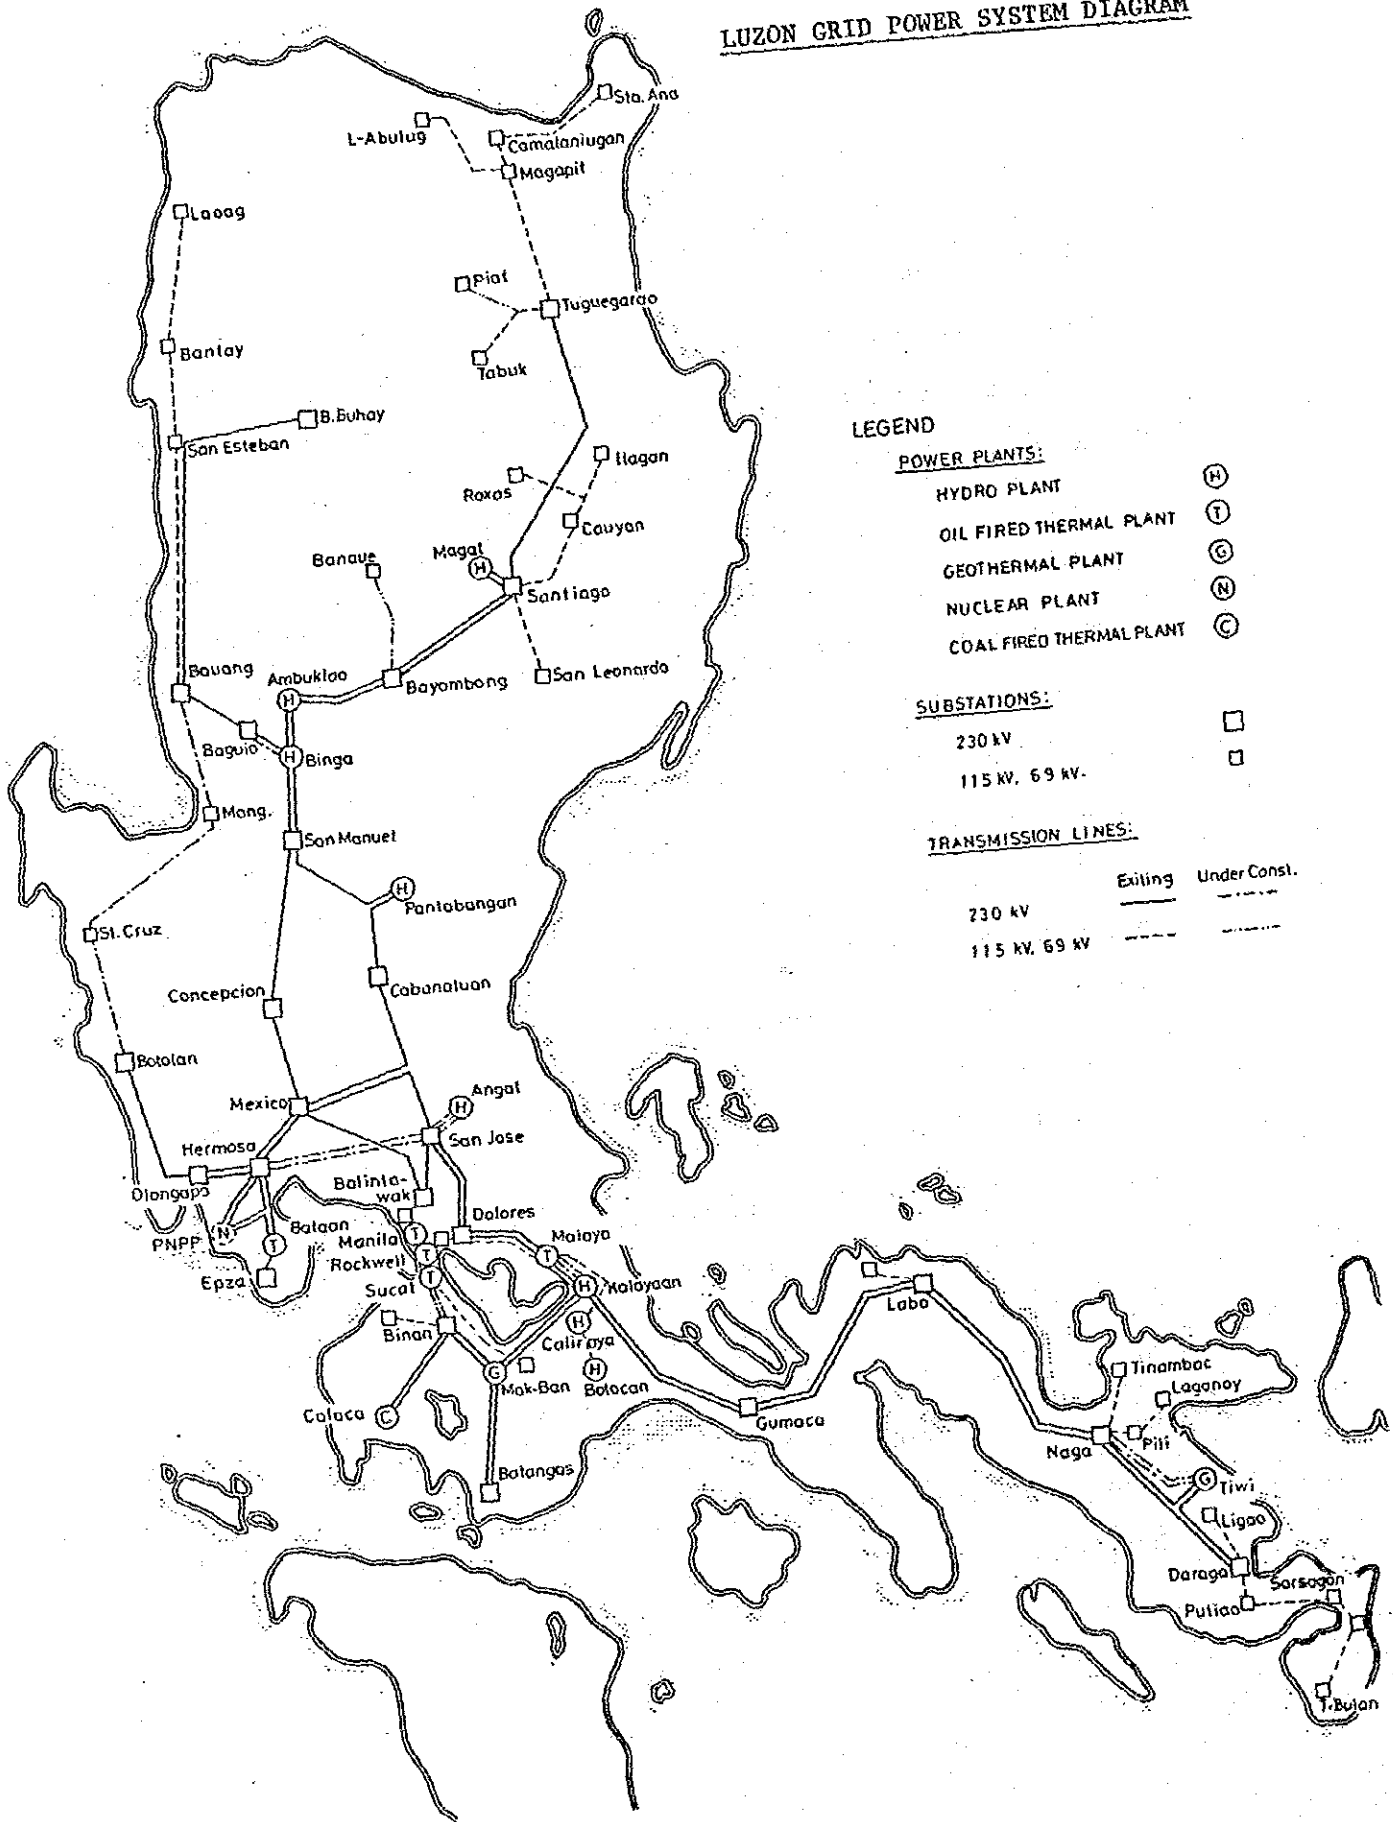 LUZON GRID POWER SYSTEM DIAGRAM
Sta. Ana
L-Abulug
Camalaniugan
Magapit
Laoag
Piat
Tuguegarao
Bantay
Tabuk
B. Buhay
San Esteban
Ilagan
Roxas
Cauyan
Magat
H
Banaue
Santiago
Bauang
Ambuklao
H
Bayombong
San Leonardo
Baguio
H
Binga
Mang.
San Manuel
H
Pantabangan
St. Cruz
Concepcion
Cabanatuan
Botolan
Mexico
Angat
H
San Jose
Hermosa
Olongapo
Balinta-
wak
Dolores
PNPP
N
Bataan
T
Manila
T
Malaya
T
Rockwell
T
Epza
Sucat
T
H
Kalayaan
Labo
Binan
H
Caliraya
G
Mak-Ban
H
Botocan
Tinambac
Lagonoy
Calaca
C
Gumaca
Naga
Pili
Batangas
G
Tiwi
Ligao
Daraga
Sorsogon
Putiao
T-Bulan
LEGEND
POWER PLANTS:
HYDRO PLANT H
OIL FIRED THERMAL PLANT T
GEOTHERMAL PLANT G
NUCLEAR PLANT N
COAL FIRED THERMAL PLANT C
SUBSTATIONS:
230 kV
115 kV, 69 kV.
TRANSMISSION LINES:
Exiting Under Const.
230 kV
115 kV, 69 kV